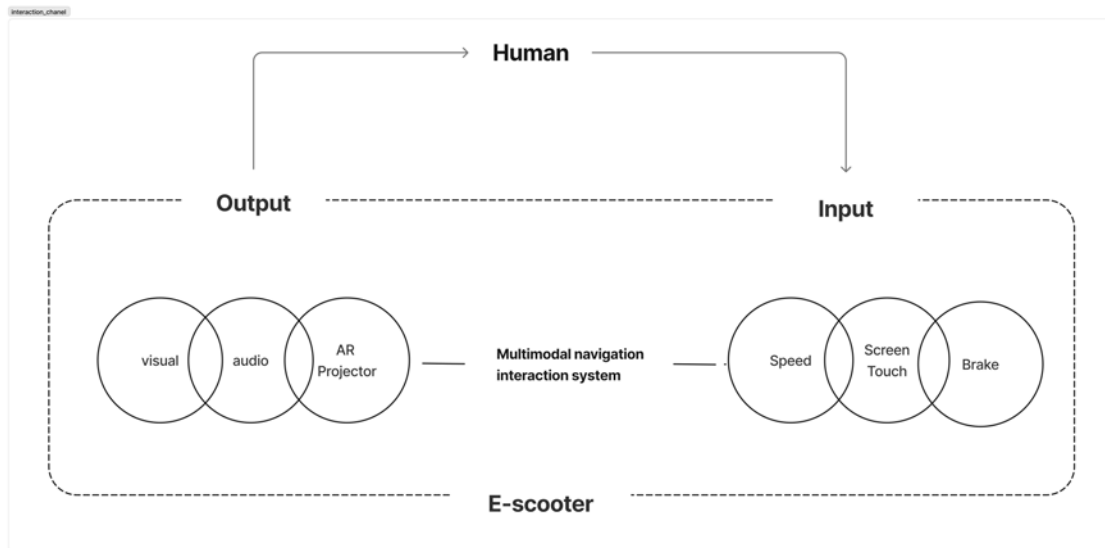 interaction_chanel
Human
Output
Input
visual
audio
AR
Projector
Multimodal navigation
interaction system
Speed
Screen
Touch
Brake
E-scooter